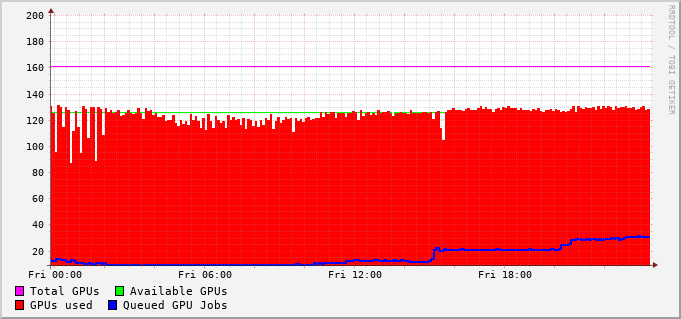 200
180
160
140
120
100
80
60
40
20
Fri 00:00 Fri 06:00 Fri 12:00 Fri 18:00
Total GPUs Available GPUs
GPUs used Queued GPU Jobs
RRDTOOL / TOBI OETIKER